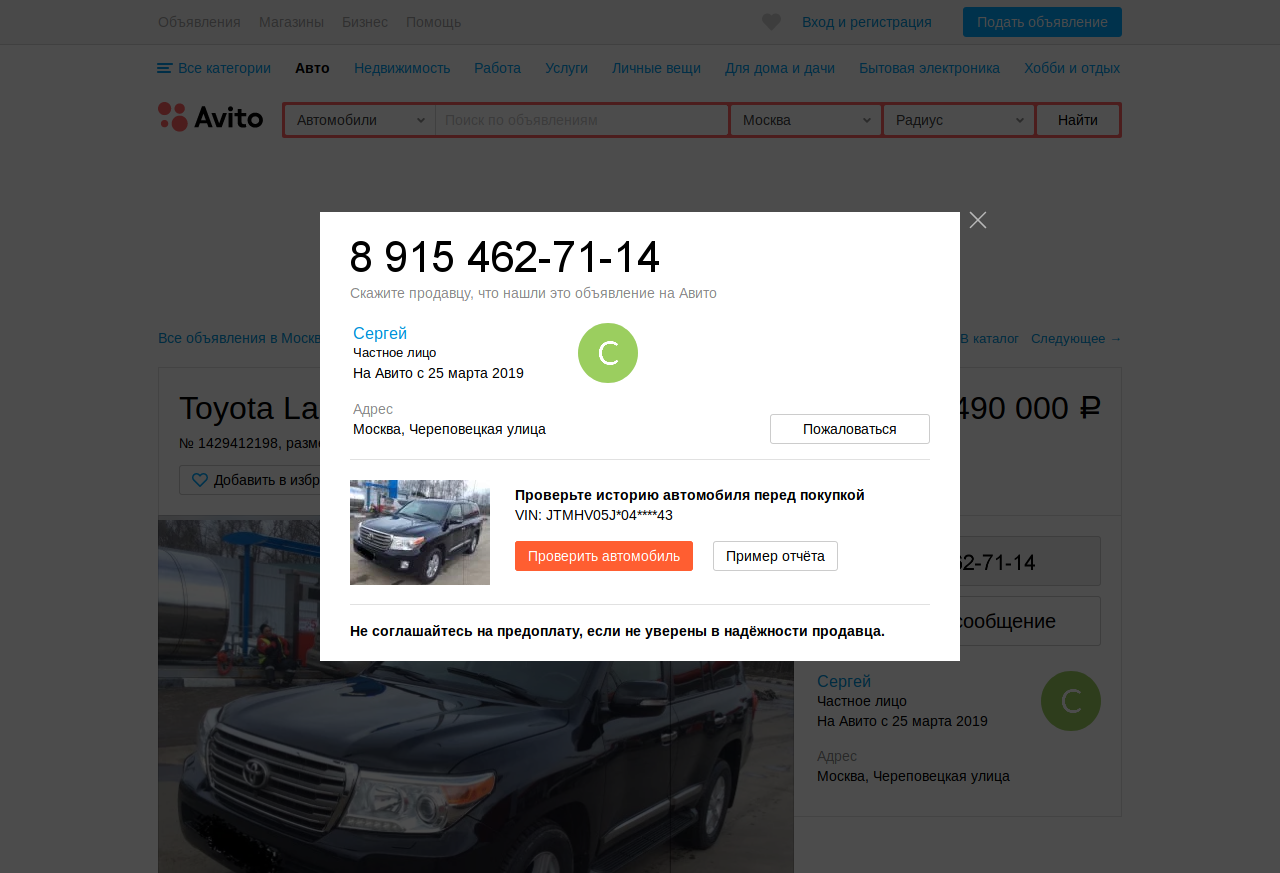 Объявления Магазины Бизнес Помощь Вход и регистрация Подать объявление
Все категории Авто Недвижимость Работа Услуги Личные вещи Для дома и дачи Бытовая электроника Хобби и отдых
Avito Автомобили Поиск по объявлениям Москва Радиус Найти
8 915 462-71-14
Скажите продавцу, что нашли это объявление на Авито
Сергей
Частное лицо
На Авито с 25 марта 2019
С
Адрес
Москва, Череповецкая улица
Пожаловаться
Проверьте историю автомобиля перед покупкой
VIN: JTMHV05J*04****43
Проверить автомобиль Пример отчёта
Не соглашайтесь на предоплату, если не уверены в надёжности продавца.
Все объявления в В каталог Следующее →
Toyota 490 000 ₽
№ 1429412198,
Добавить в
62-71-14
сообщение
Сергей
Частное лицо
На Авито с 25 марта 2019
С
Адрес
Москва, Череповецкая улица